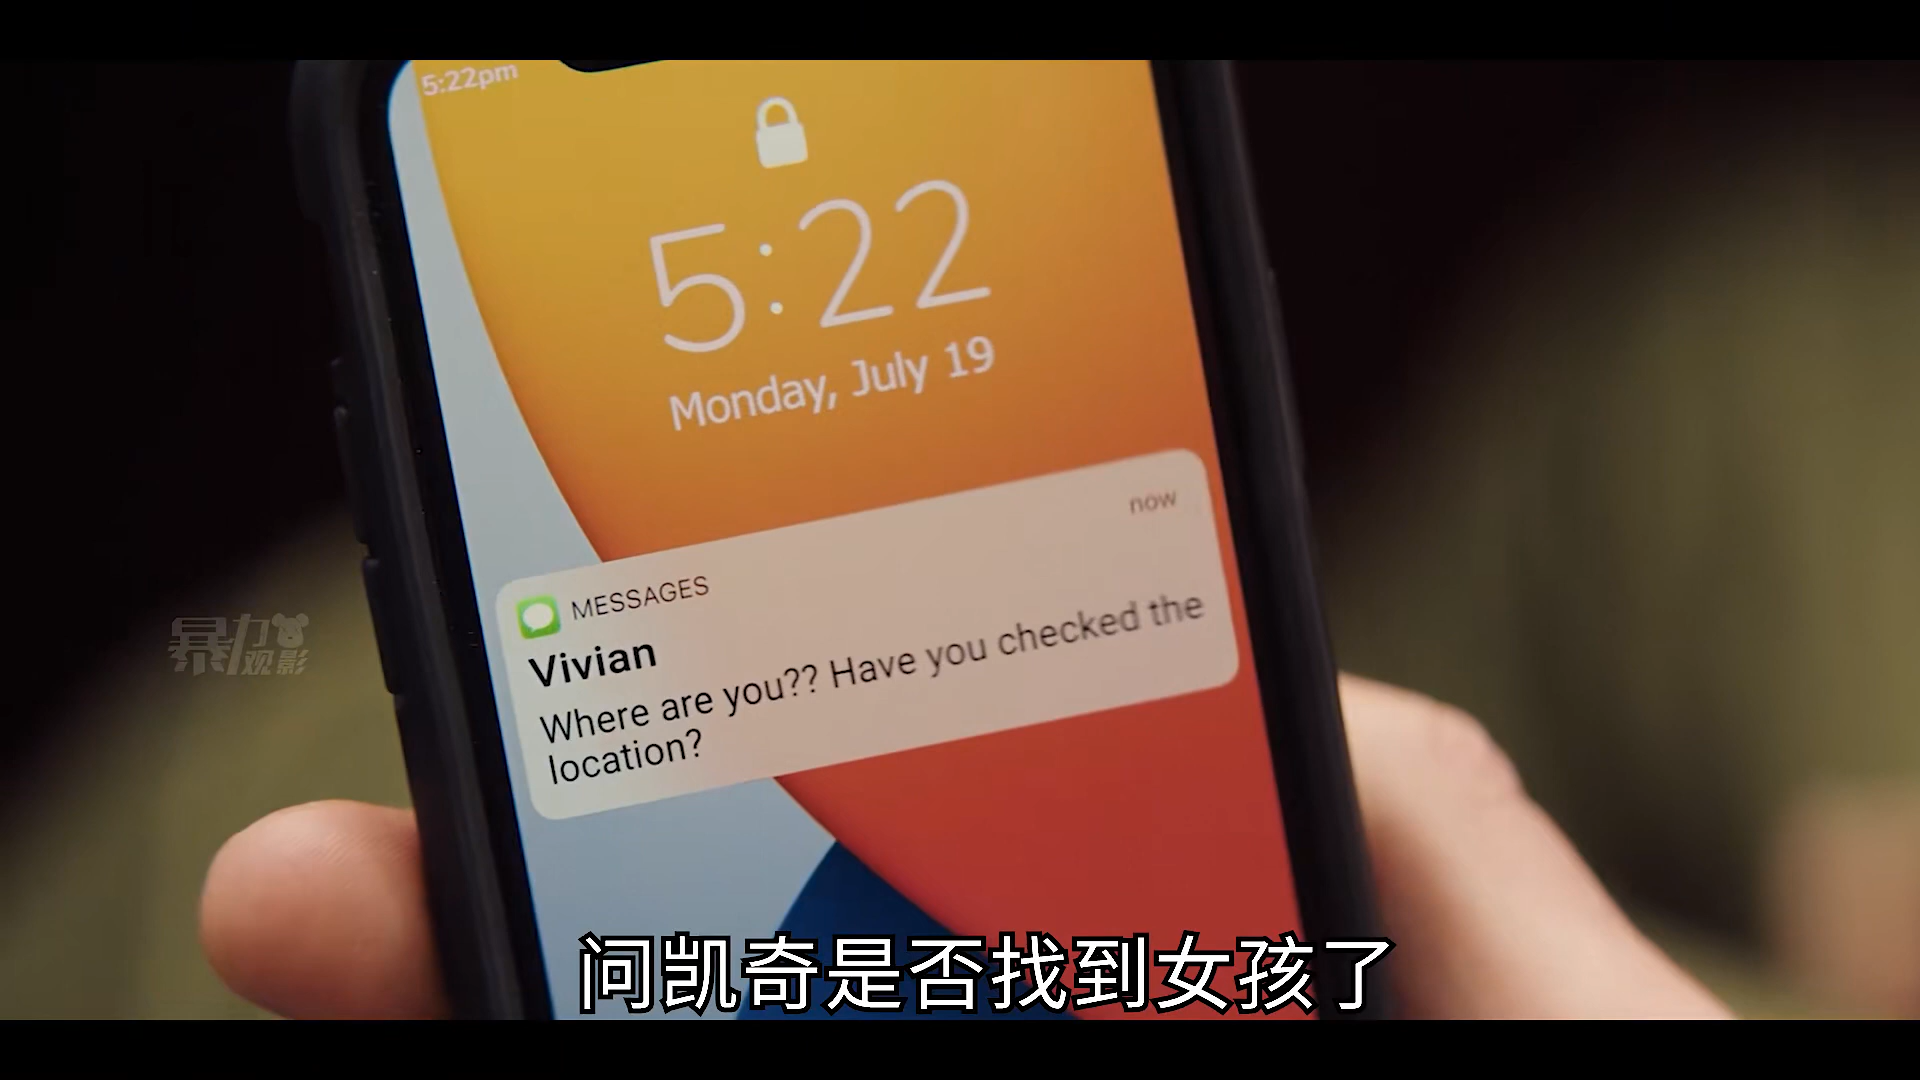 5:22pm
5:22
Monday, July 19
now
MESSAGES
Vivian
Where are you?? Have you checked the
location?
暴力
观影
问凯奇是否找到女孩了